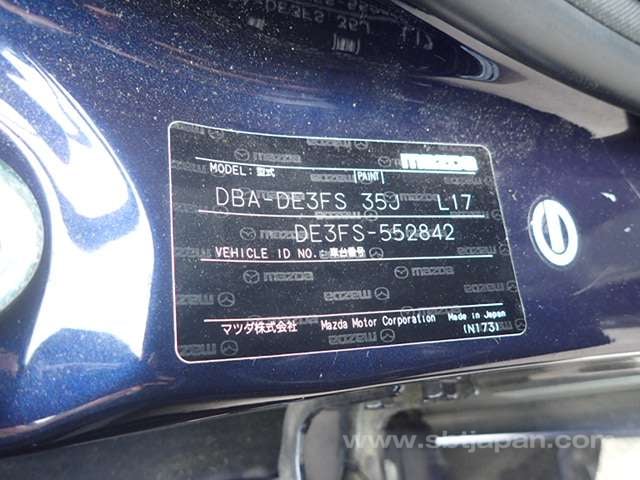 mazda
MODEL:型式 PAINT
DBA-DE3FS 35J L17
DE3FS-552842
VEHICLE ID NO. 車台番号
マツダ株式会社 Mazda Motor Corporation Made in Japan
(N173)
www.sbtjapan.com